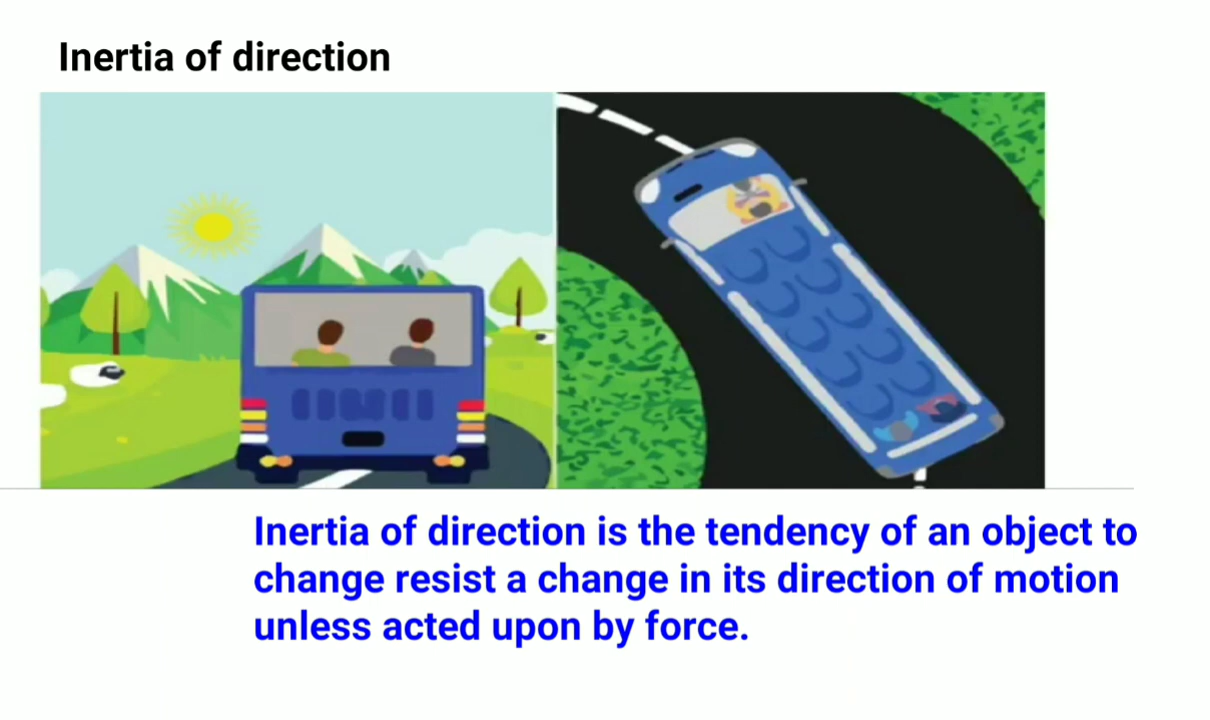 Inertia of direction
Inertia of direction is the tendency of an object to
change resist a change in its direction of motion
unless acted upon by force.